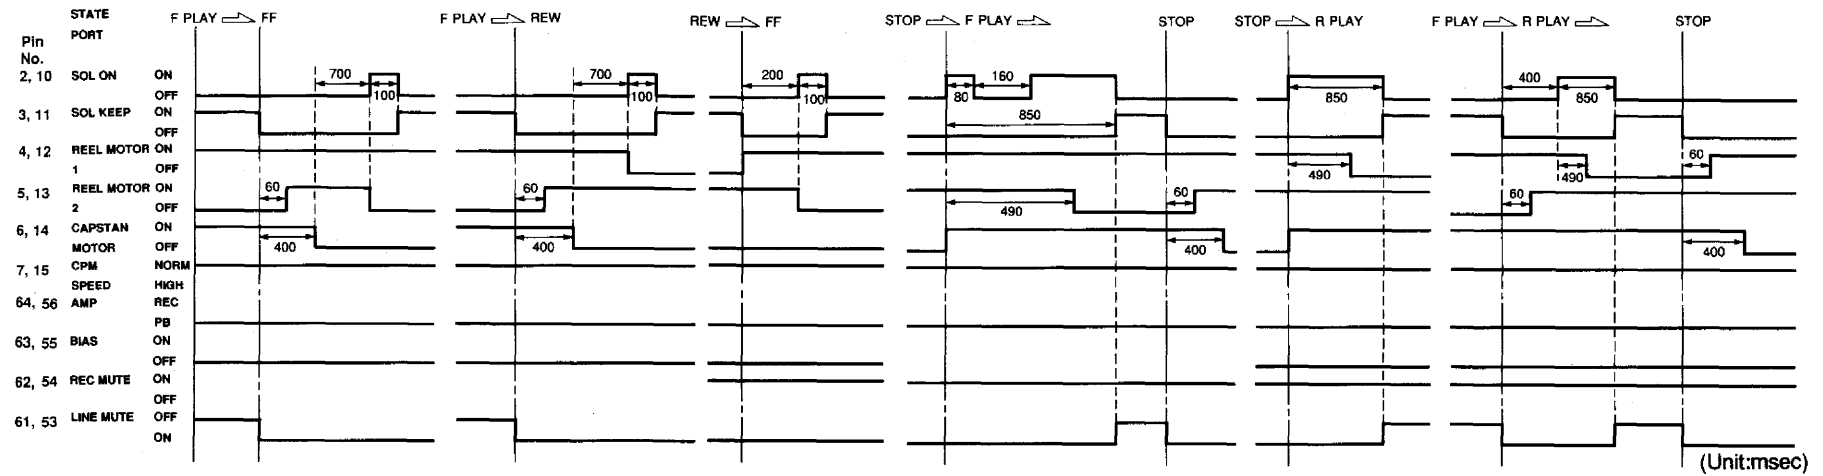 STATE F PLAY ⇨ FF F PLAY ⇨ REW REW ⇨ FF STOP ⇨ F PLAY ⇨ STOP STOP ⇨ R PLAY F PLAY ⇨ R PLAY ⇨ STOP
Pin No. PORT
2, 10 SOL ON ON 700 700 200 160 400
OFF 100 100 100 80 850 850
3, 11 SOL KEEP ON 850
OFF
4, 12 REEL MOTOR ON 60
1 OFF 490 490
5, 13 REEL MOTOR ON 60 60 60 60
2 OFF 490
6, 14 CAPSTAN ON
MOTOR OFF 400 400 400 400
7, 15 CPM NORM
SPEED HIGH
64, 56 AMP REC
PB
63, 55 BIAS ON
OFF
62, 54 REC MUTE ON
OFF
61, 53 LINE MUTE OFF
ON
(Unit:msec)